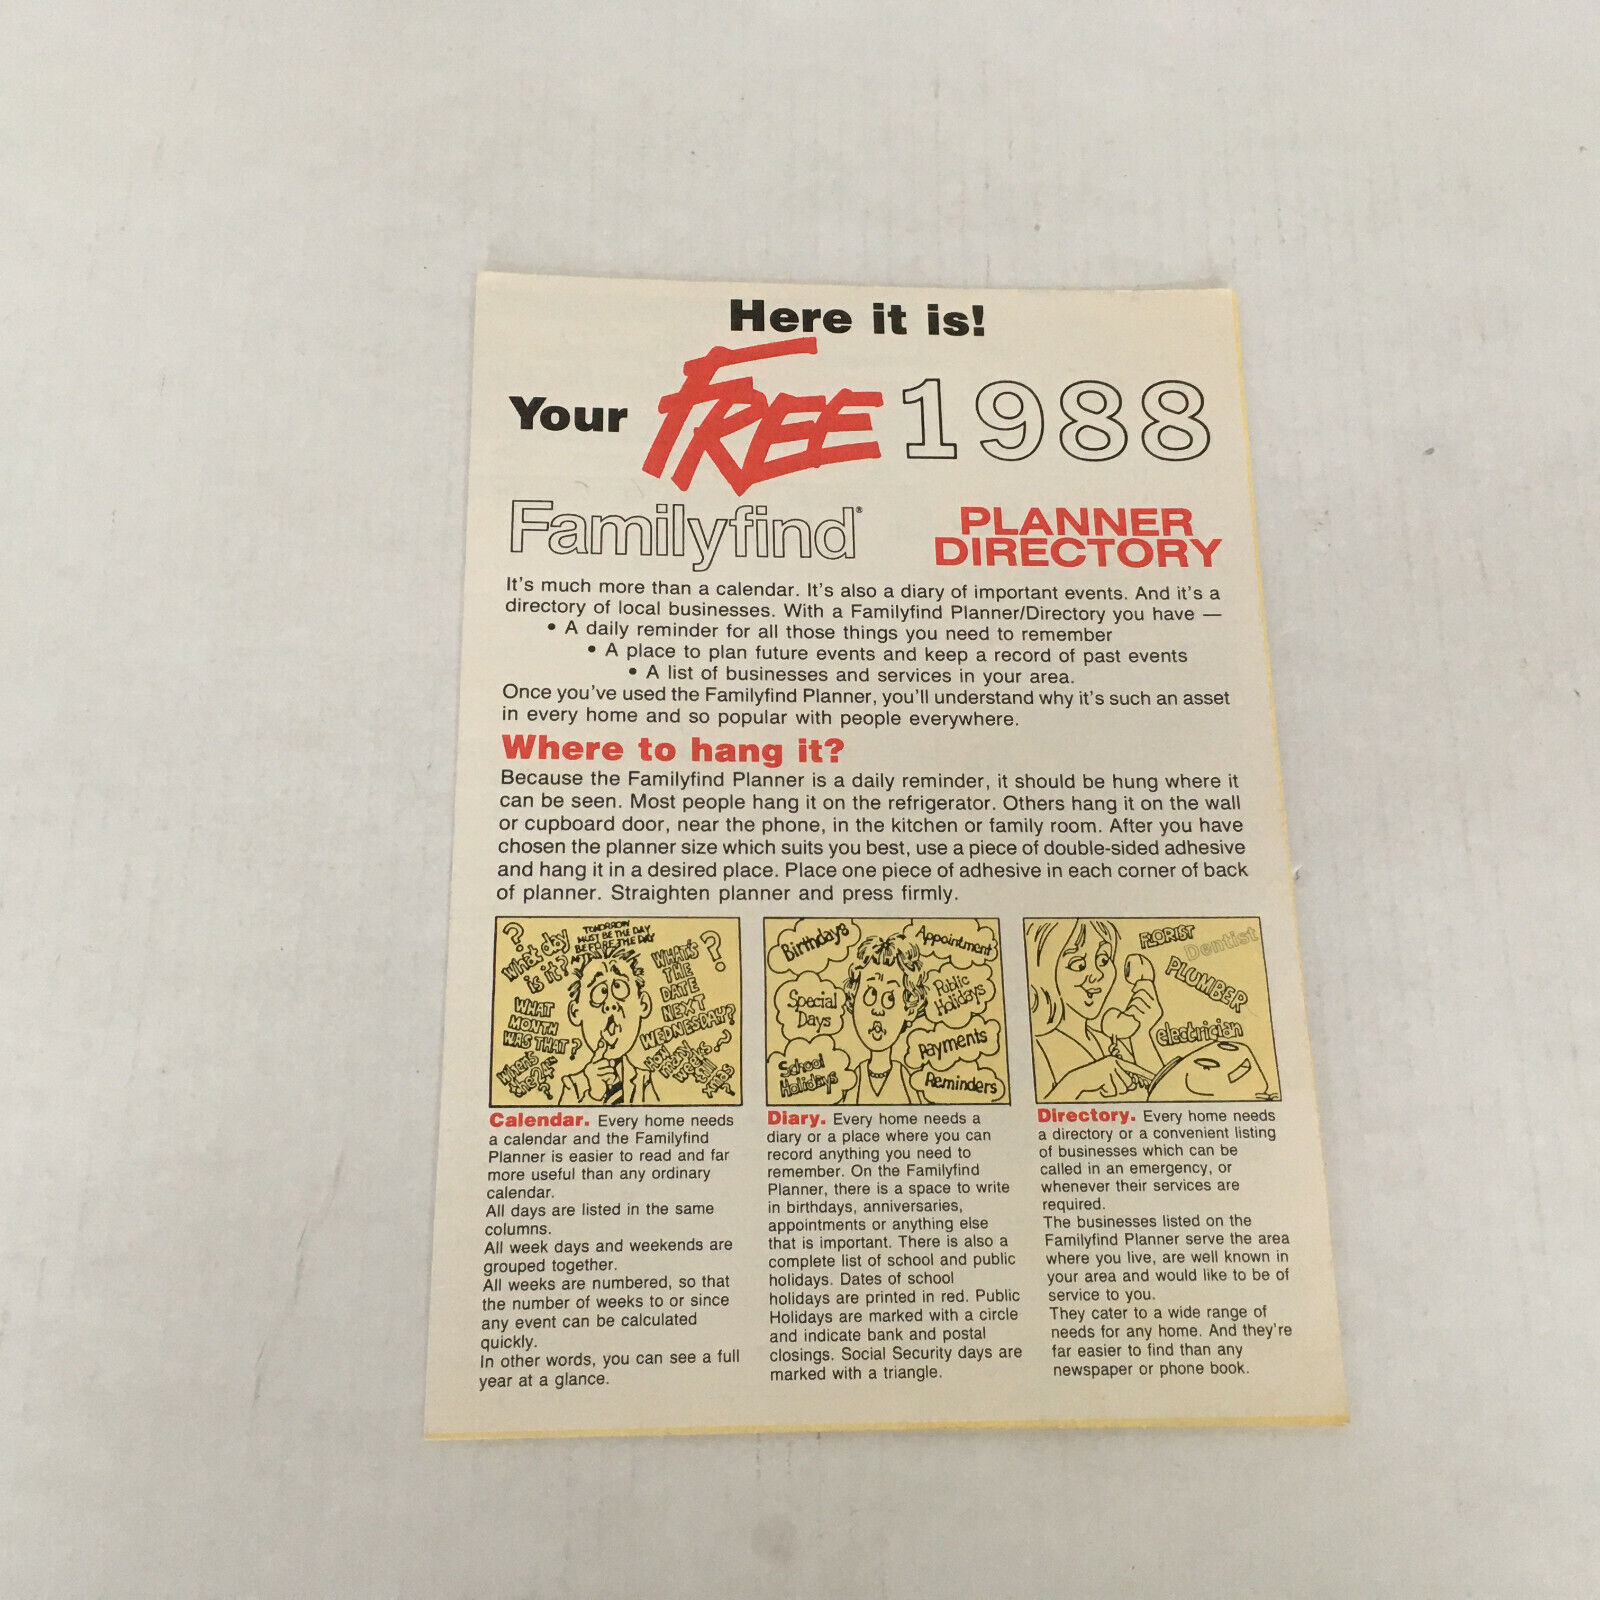 Here it is!
Your FREE 1988
Familyfind®
PLANNER
DIRECTORY
It's much more than a calendar. It's also a diary of important events. And it's a
directory of local businesses. With a Familyfind Planner/Directory you have —
• A daily reminder for all those things you need to remember
• A place to plan future events and keep a record of past events
• A list of businesses and services in your area.
Once you've used the Familyfind Planner, you'll understand why it's such an asset
in every home and so popular with people everywhere.
Where to hang it?
Because the Familyfind Planner is a daily reminder, it should be hung where it
can be seen. Most people hang it on the refrigerator. Others hang it on the wall
or cupboard door, near the phone, in the kitchen or family room. After you have
chosen the planner size which suits you best, use a piece of double-sided adhesive
and hang it in a desired place. Place one piece of adhesive in each corner of back
of planner. Straighten planner and press firmly.
?
What day
is it?
TOMORROW
MUST BE THE DAY
BEFORE THE DAY
AFTER
WHAT'S ?
THE
DATE
NEXT
WEDNESDAY?
WHAT
MONTH
WAS THAT?
HOW
many
weeks
till
xmas
?
Birthdays
Appointment
Special
Days
Public
Holidays
Payments
School
Holidays
Reminders
FLORIST
Dentist
PLUMBER
electrician
Calendar. Every home needs
a calendar and the Familyfind
Planner is easier to read and far
more useful than any ordinary
calendar.
All days are listed in the same
columns.
All week days and weekends are
grouped together.
All weeks are numbered, so that
the number of weeks to or since
any event can be calculated
quickly.
In other words, you can see a full
year at a glance.
Diary. Every home needs a
diary or a place where you can
record anything you need to
remember. On the Familyfind
Planner, there is a space to write
in birthdays, anniversaries,
appointments or anything else
that is important. There is also a
complete list of school and public
holidays. Dates of school
holidays are printed in red. Public
Holidays are marked with a circle
and indicate bank and postal
closings. Social Security days are
marked with a triangle.
Directory. Every home needs
a directory or a convenient listing
of businesses which can be
called in an emergency, or
whenever their services are
required.
The businesses listed on the
Familyfind Planner serve the area
where you live, are well known in
your area and would like to be of
service to you.
They cater to a wide range of
needs for any home. And they're
far easier to find than any
newspaper or phone book.